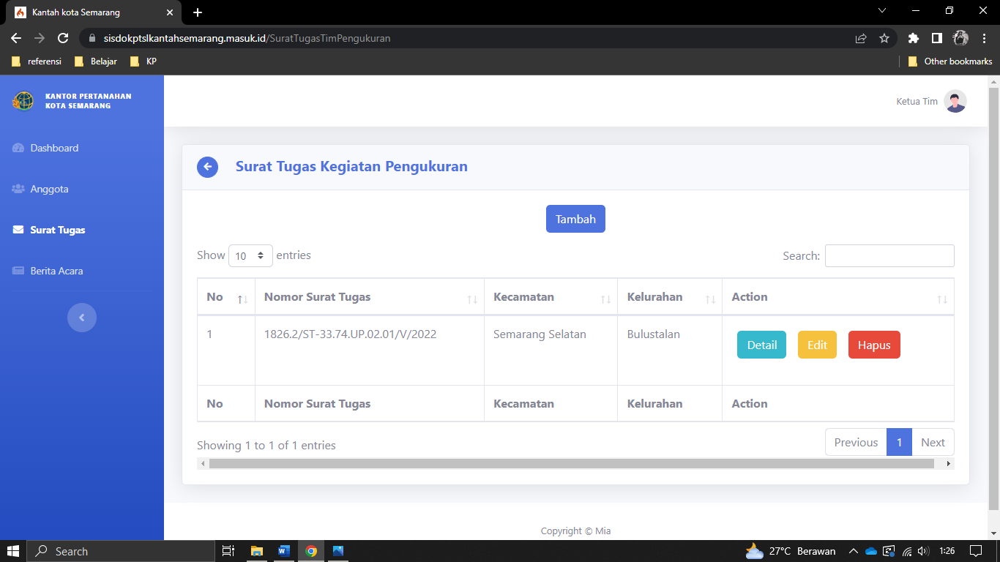 Kantah kota Semarang
sisdokptslkantahsemarang.masuk.id/SuratTugasTimPengukuran
referensi
Belajar
KP
Other bookmarks
KANTOR PERTANAHAN
KOTA SEMARANG
Ketua Tim
Dashboard
Anggota
Surat Tugas
Berita Acara
Surat Tugas Kegiatan Pengukuran
Tambah
Show 10 entries
Search:
No Nomor Surat Tugas Kecamatan Kelurahan Action
1 1826.2/ST-33.74.UP.02.01/V/2022 Semarang Selatan Bulustalan Detail Edit Hapus
No Nomor Surat Tugas Kecamatan Kelurahan Action
Showing 1 to 1 of 1 entries
Previous 1 Next
Copyright © Mia
Search
27°C Berawan
1:26